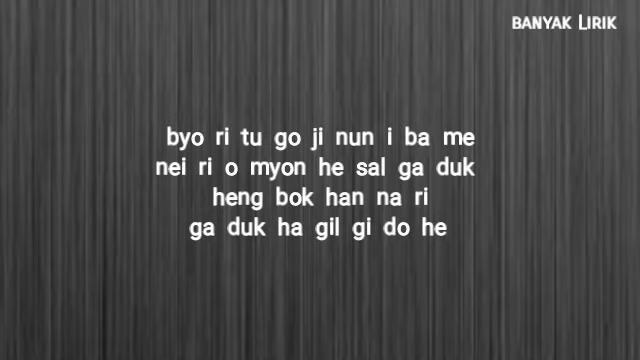 BANYAK LIRIK
byo ri tu go ji nun i ba me
nei ri o myon he sal ga duk
heng bok han na ri
ga duk ha gil gi do he